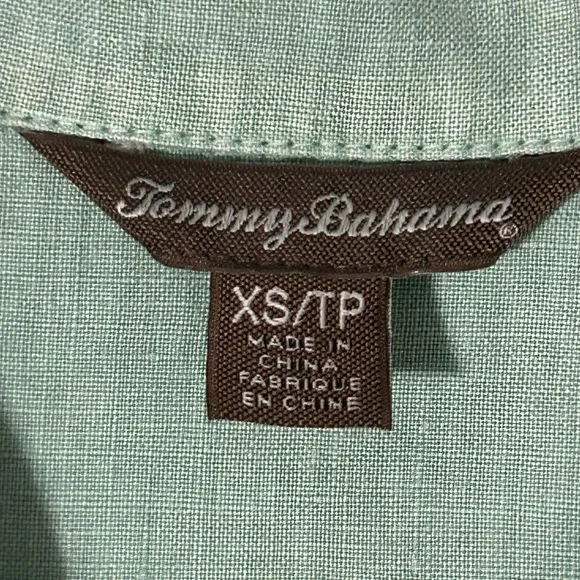 Tommy Bahama®
XS/TP
MADE IN
CHINA
FABRIQUE
EN CHINE